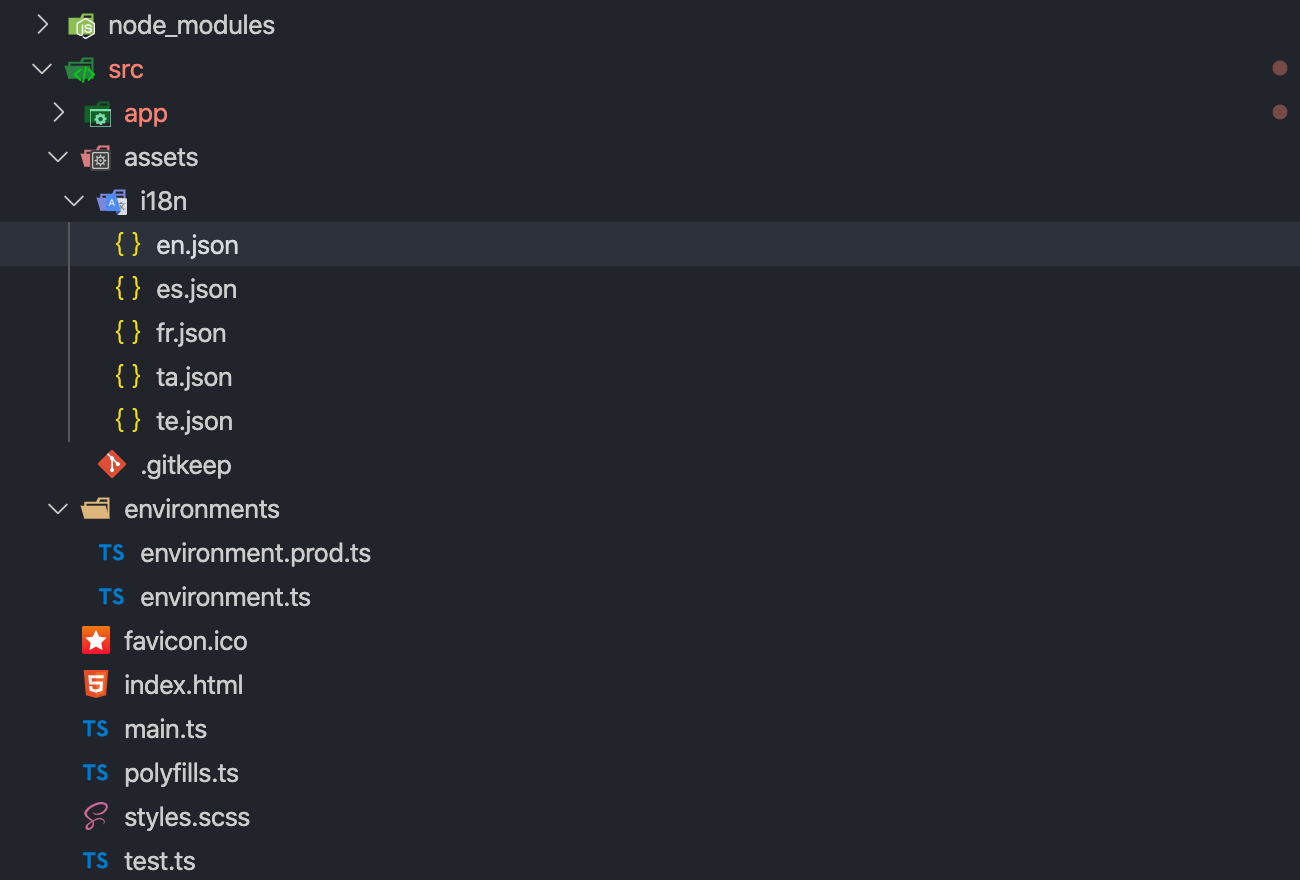 node_modules
src
app
assets
i18n
{ } en.json
{ } es.json
{ } fr.json
{ } ta.json
{ } te.json
.gitkeep
environments
TS environment.prod.ts
TS environment.ts
favicon.ico
index.html
TS main.ts
TS polyfills.ts
styles.scss
TS test.ts